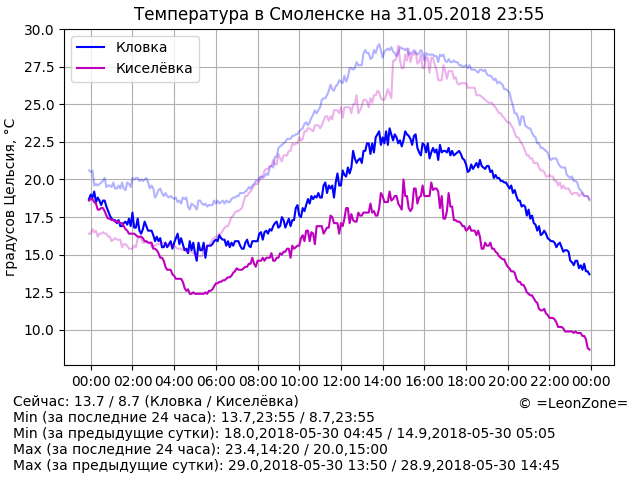 Температура в Смоленске на 31.05.2018 23:55
градусов Цельсия, °C
30.0
27.5
25.0
22.5
20.0
17.5
15.0
12.5
10.0
Кловка
Киселёвка
00:00 02:00 04:00 06:00 08:00 10:00 12:00 14:00 16:00 18:00 20:00 22:00 00:00
Сейчас: 13.7 / 8.7 (Кловка / Киселёвка)
© =LeonZone=
Min (за последние 24 часа): 13.7,23:55 / 8.7,23:55
Min (за предыдущие сутки): 18.0,2018-05-30 04:45 / 14.9,2018-05-30 05:05
Max (за последние 24 часа): 23.4,14:20 / 20.0,15:00
Max (за предыдущие сутки): 29.0,2018-05-30 13:50 / 28.9,2018-05-30 14:45